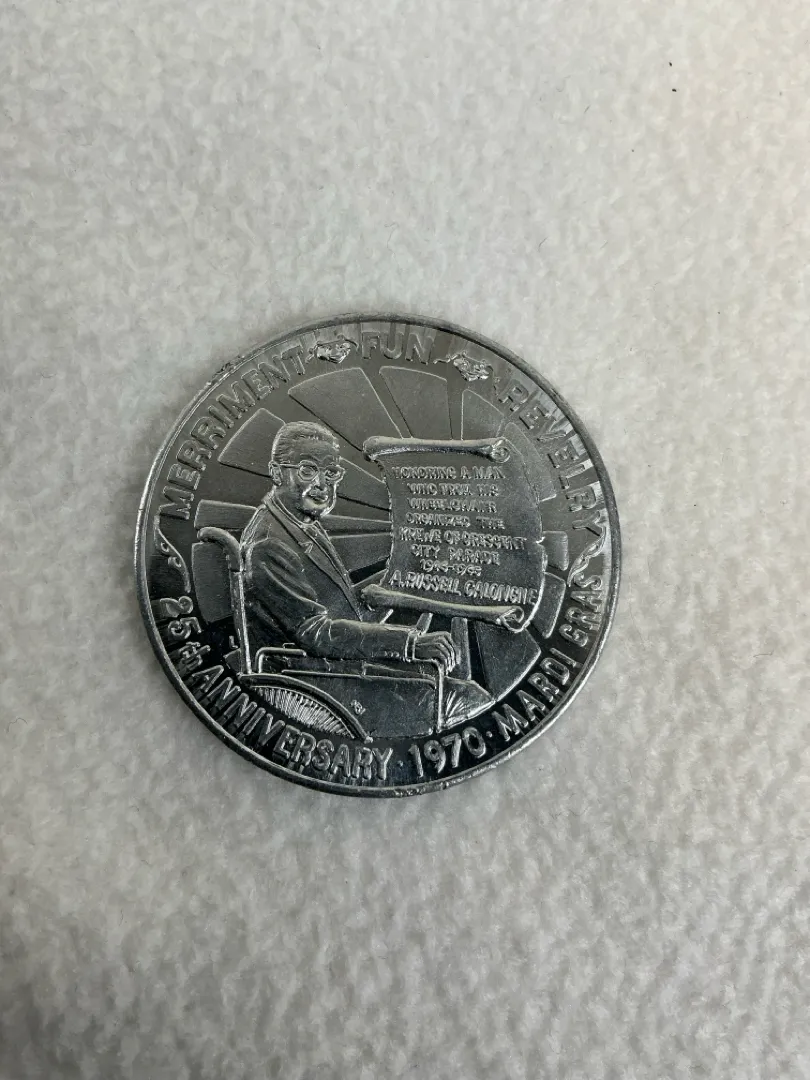 MERRIMENT FUN REVELRY
HONORING A MAN
WHO FROM HIS
WHEELCHAIR
ORGANIZED THE
KREWE OF CRESCENT
CITY PARADE
A. RUSSELL CALONGNE
25th ANNIVERSARY · 1970 · MARDI GRAS